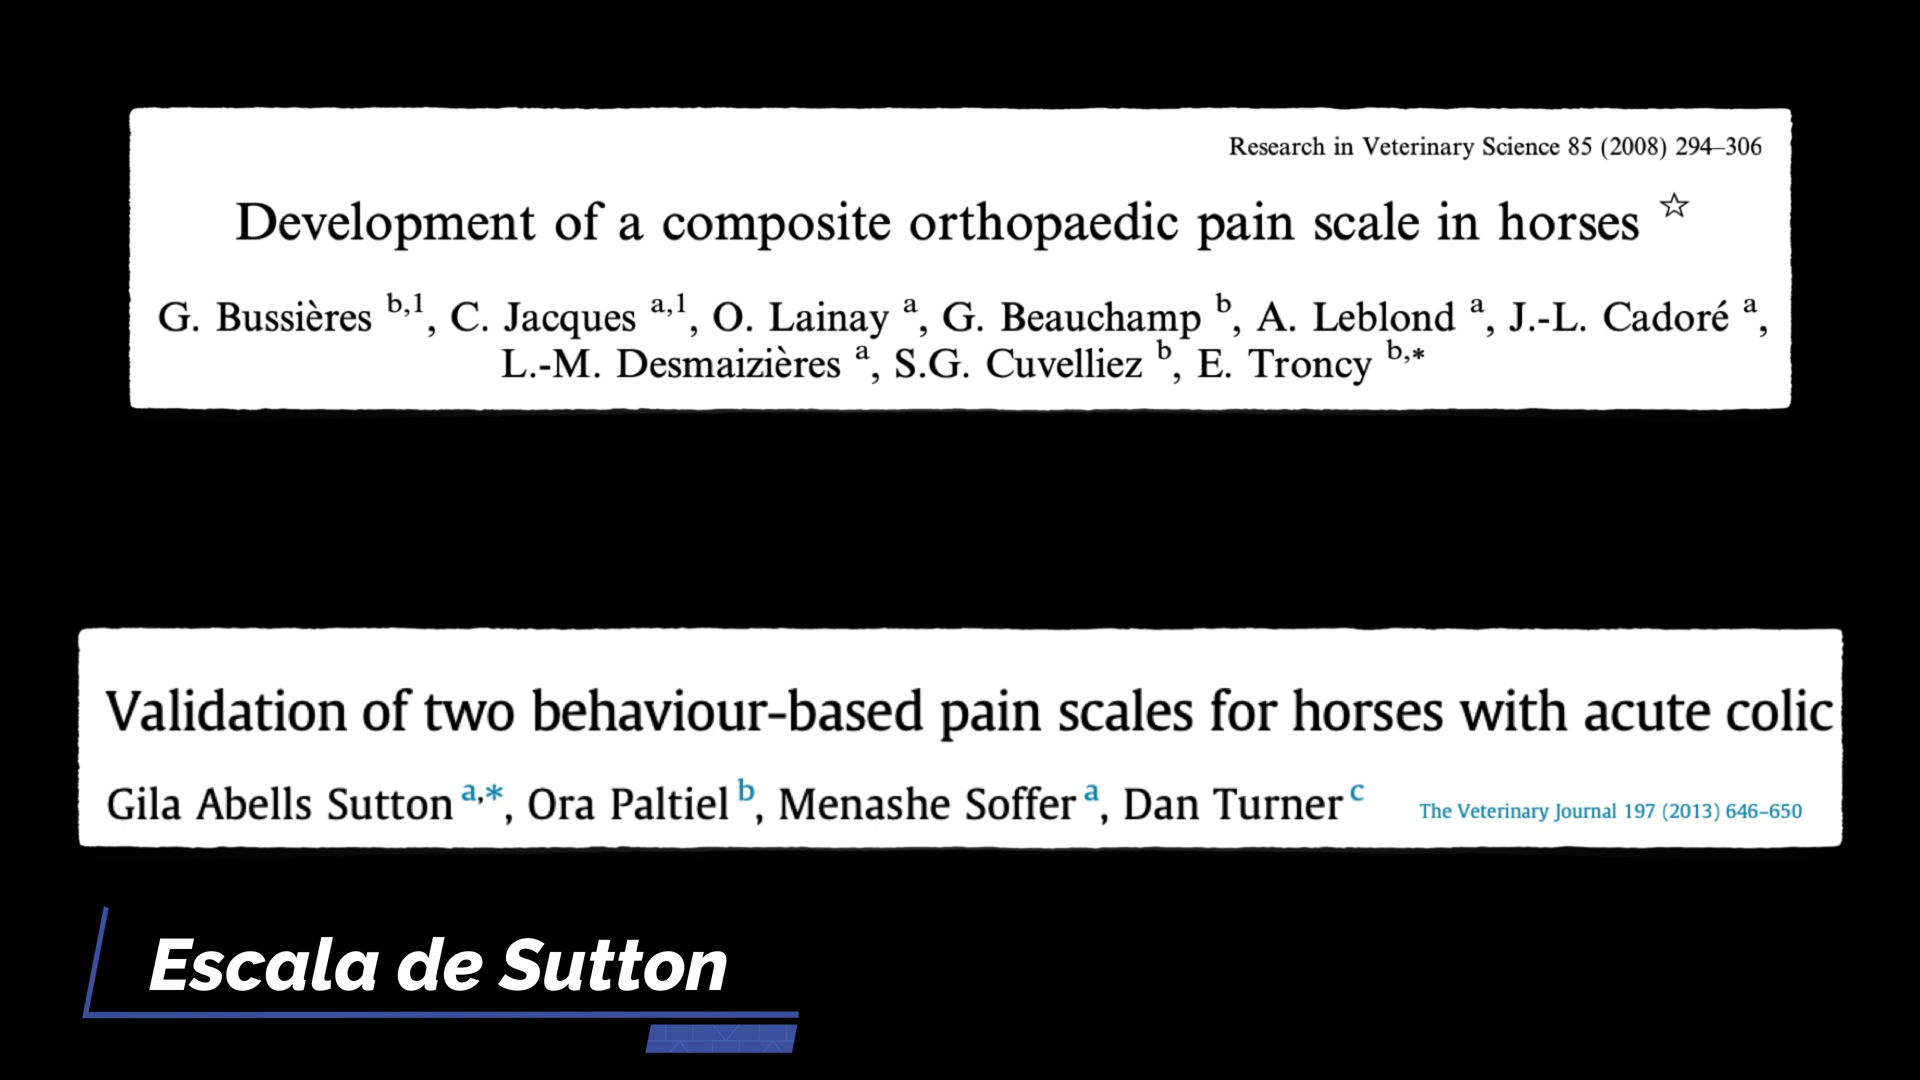 Research in Veterinary Science 85 (2008) 294–306
Development of a composite orthopaedic pain scale in horses ☆
G. Bussières b,1, C. Jacques a,1, O. Lainay a, G. Beauchamp b, A. Leblond a, J.-L. Cadoré a,
L.-M. Desmaizières a, S.G. Cuvelliez b, E. Troncy b,*
Validation of two behaviour-based pain scales for horses with acute colic
Gila Abells Sutton a,*, Ora Paltiel b, Menashe Soffer a, Dan Turner c
The Veterinary Journal 197 (2013) 646–650
Escala de Sutton